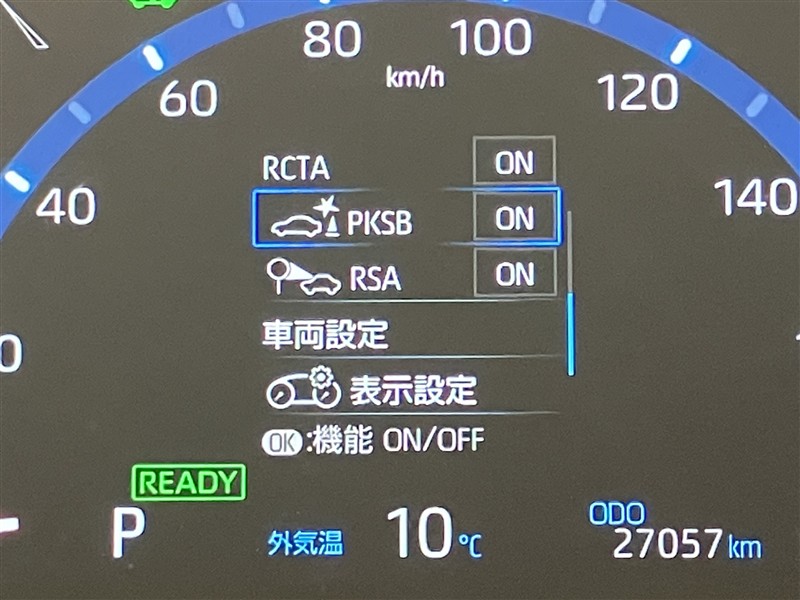 80 100
km/h
60 120
40 140
RCTA ON
PKSB ON
RSA ON
車両設定
0
表示設定
OK:機能 ON/OFF
READY
P 外気温 10℃ ODO
27057km